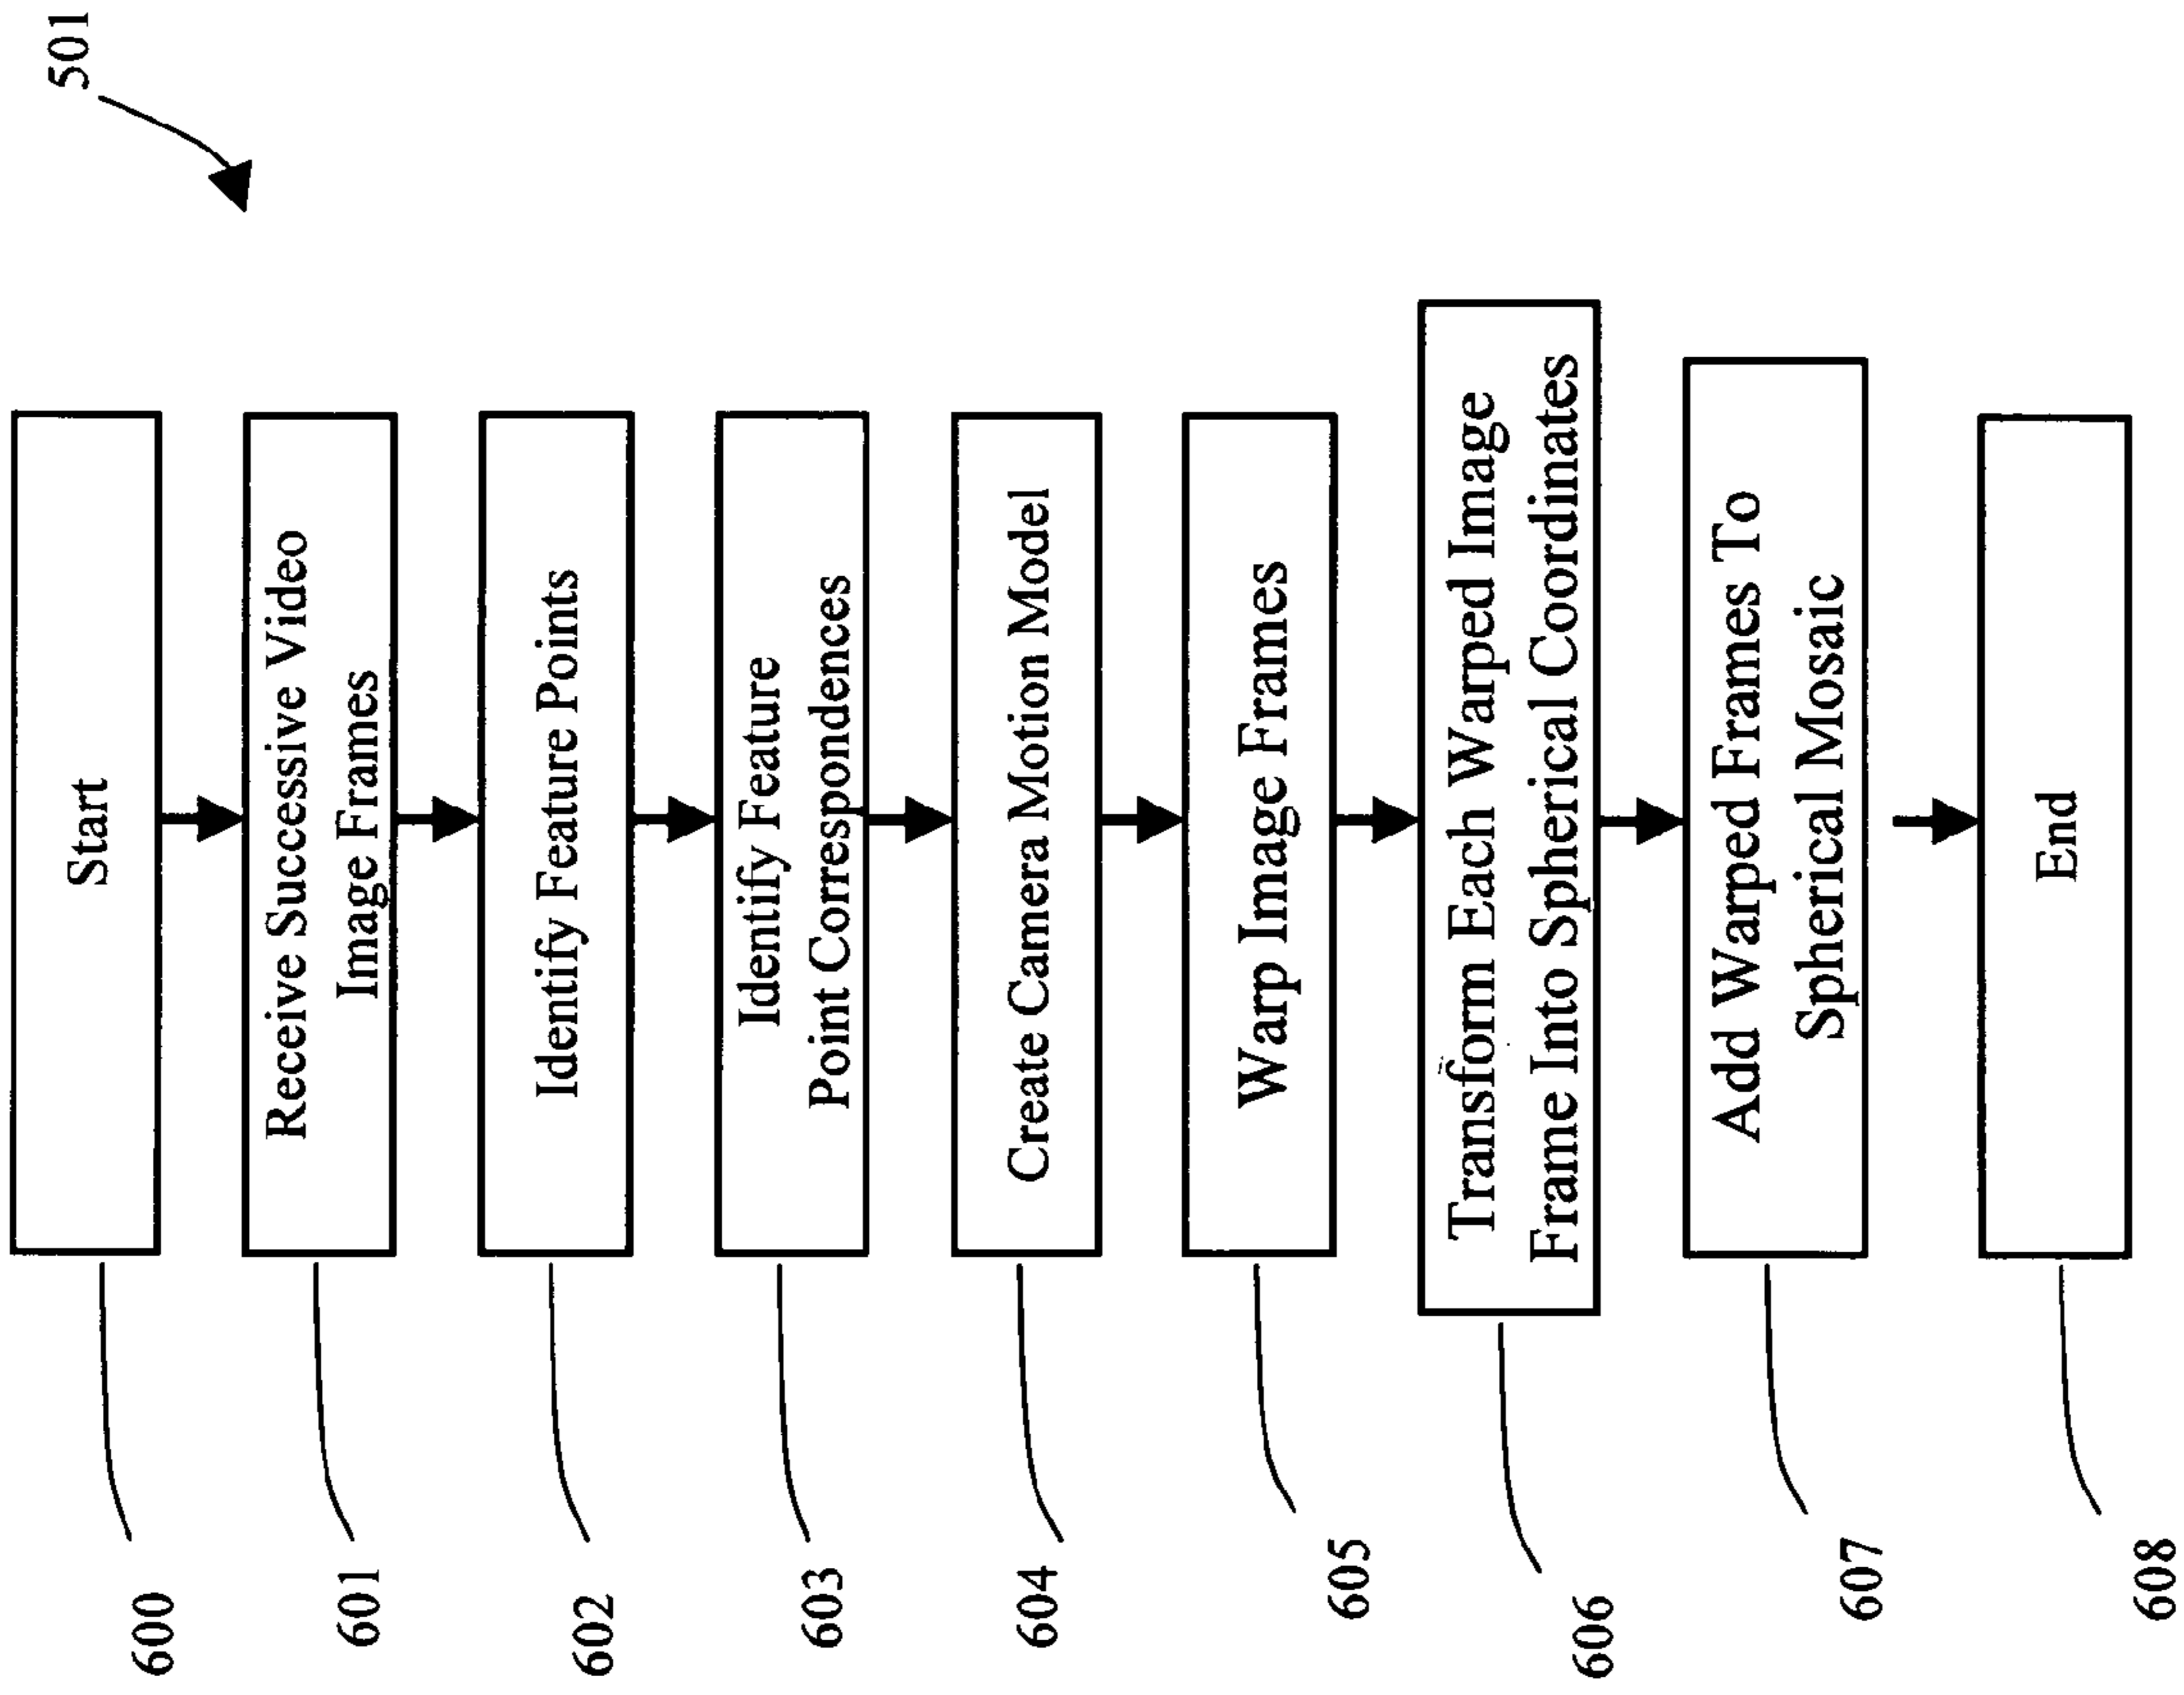 501
600
Start
601
Receive Successive Video
Image Frames
602
Identify Feature Points
603
Identify Feature
Point Correspondences
604
Create Camera Motion Model
605
Warp Image Frames
606
Transform Each Warped Image
Frame Into Spherical Coordinates
607
Add Warped Frames To
Spherical Mosaic
608
End